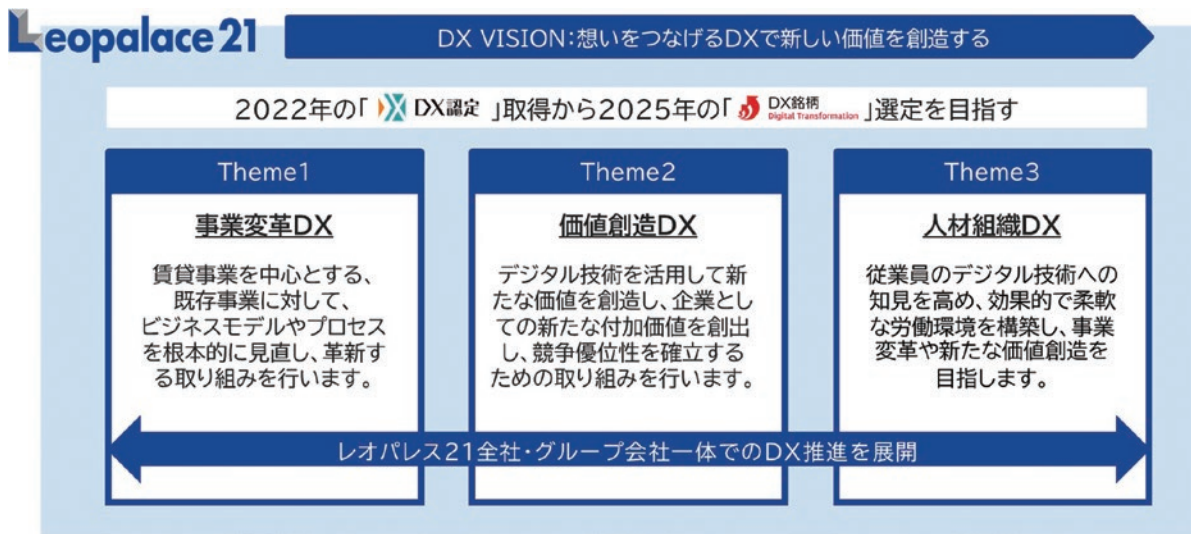 Leopalace21
DX VISION:想いをつなげるDXで新しい価値を創造する
2022年の「DX認定」取得から2025年の「DX銘柄 Digital Transformation」選定を目指す
Theme1
事業変革DX
賃貸事業を中心とする、
既存事業に対して、
ビジネスモデルやプロセス
を根本的に見直し、革新す
る取り組みを行います。
Theme2
価値創造DX
デジタル技術を活用して新
たな価値を創造し、企業とし
ての新たな付加価値を創出
し、競争優位性を確立する
ための取り組みを行います。
Theme3
人材組織DX
従業員のデジタル技術への
知見を高め、効果的で柔軟
な労働環境を構築し、事業
変革や新たな価値創造を
目指します。
レオパレス21全社・グループ会社一体でのDX推進を展開